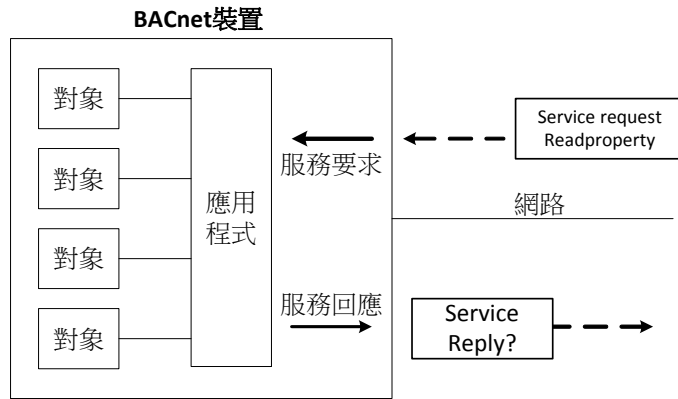 BACnet裝置
對象
對象
對象
對象
應用
程式
服務要求
Service request
Readproperty
網路
服務回應
Service
Reply?